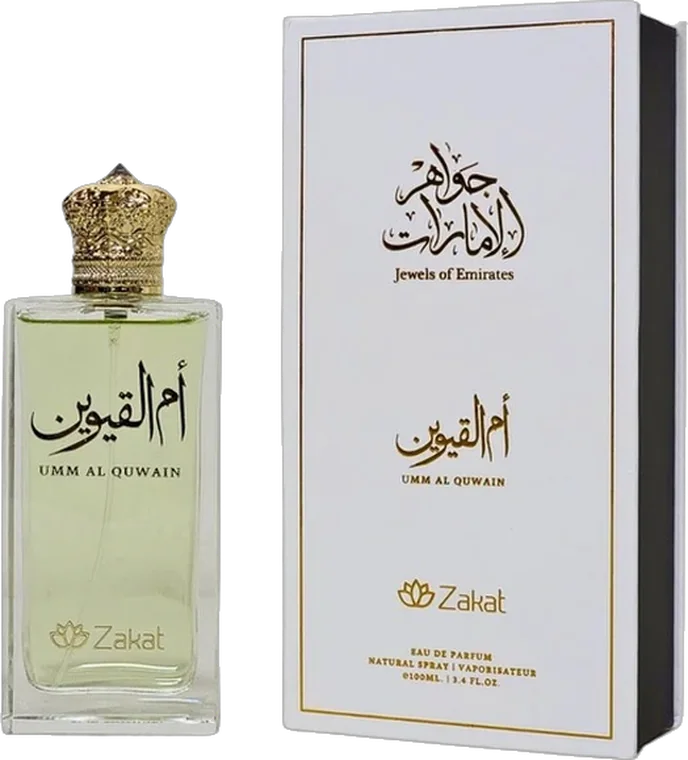 أم القيوين
UMM AL QUWAIN
Zakat
جواهر
الإمارات
Jewels of Emirates
أم القيوين
UMM AL QUWAIN
Zakat
EAU DE PARFUM
NATURAL SPRAY | VAPORISATEUR
℮100ML. | 3.4 FL.OZ.